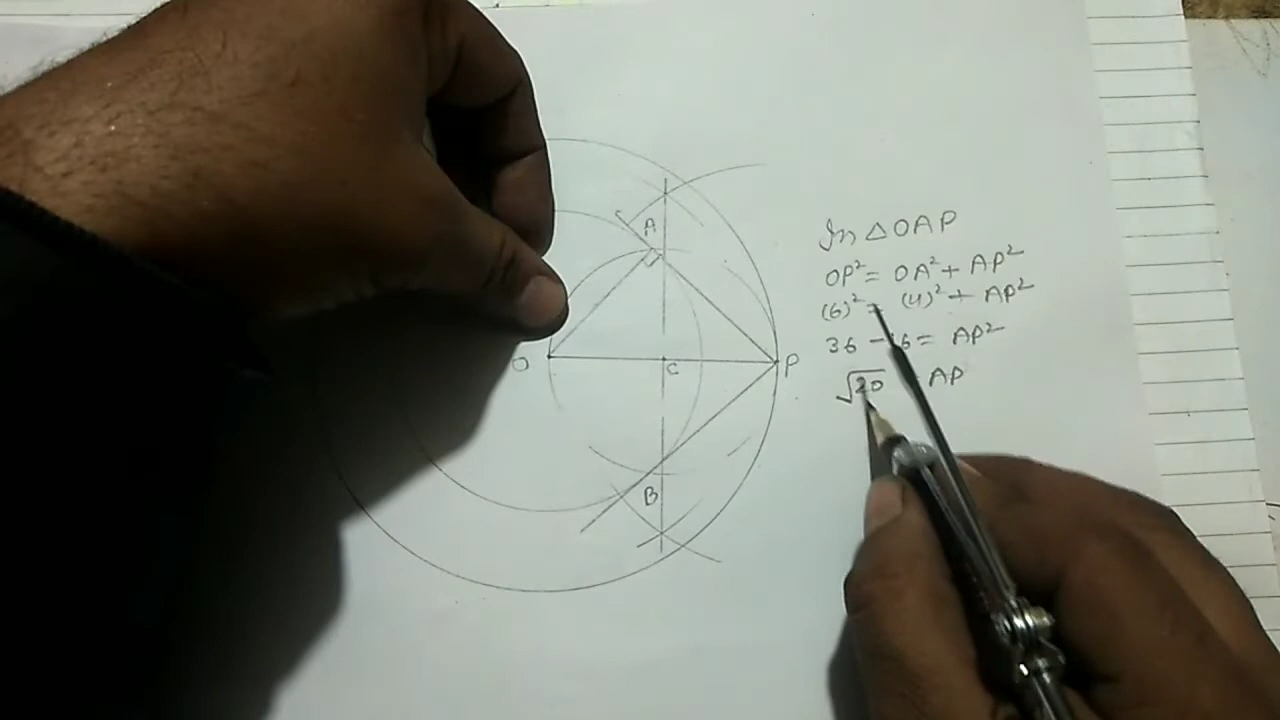 A
O
C
P
B
In △OAP
OP² = OA² + AP²
(6)² = (4)² + AP²
36 - 16 = AP²
√20 = AP